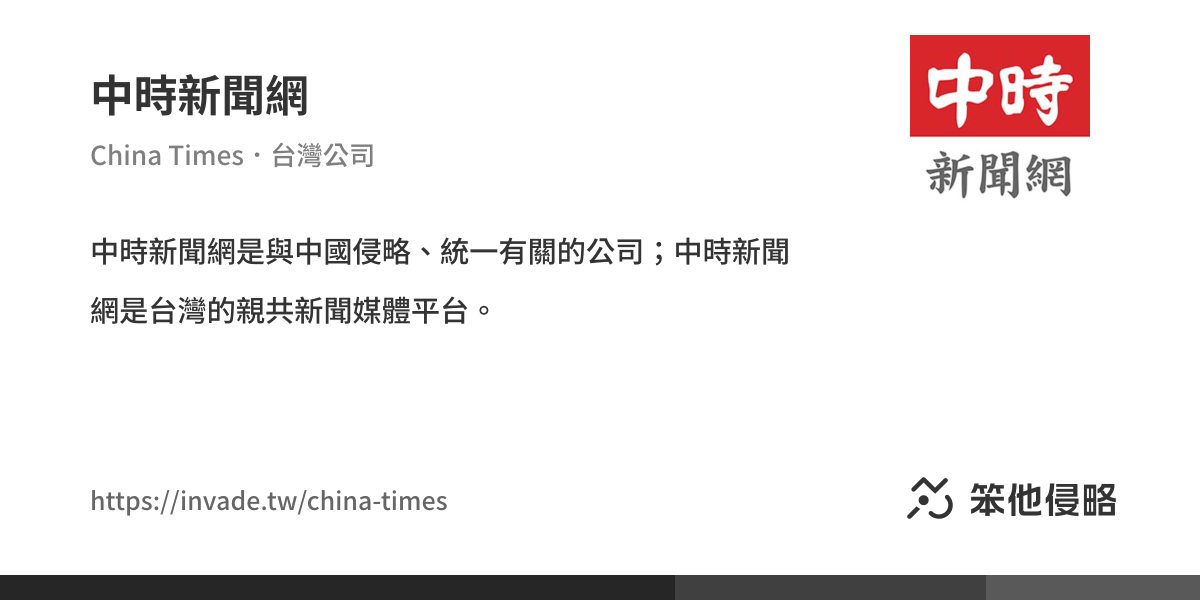 中時新聞網
China Times・台灣公司
中時
新聞網
中時新聞網是與中國侵略、統一有關的公司；中時新聞
網是台灣的親共新聞媒體平台。
https://invade.tw/china-times
笨他侵略